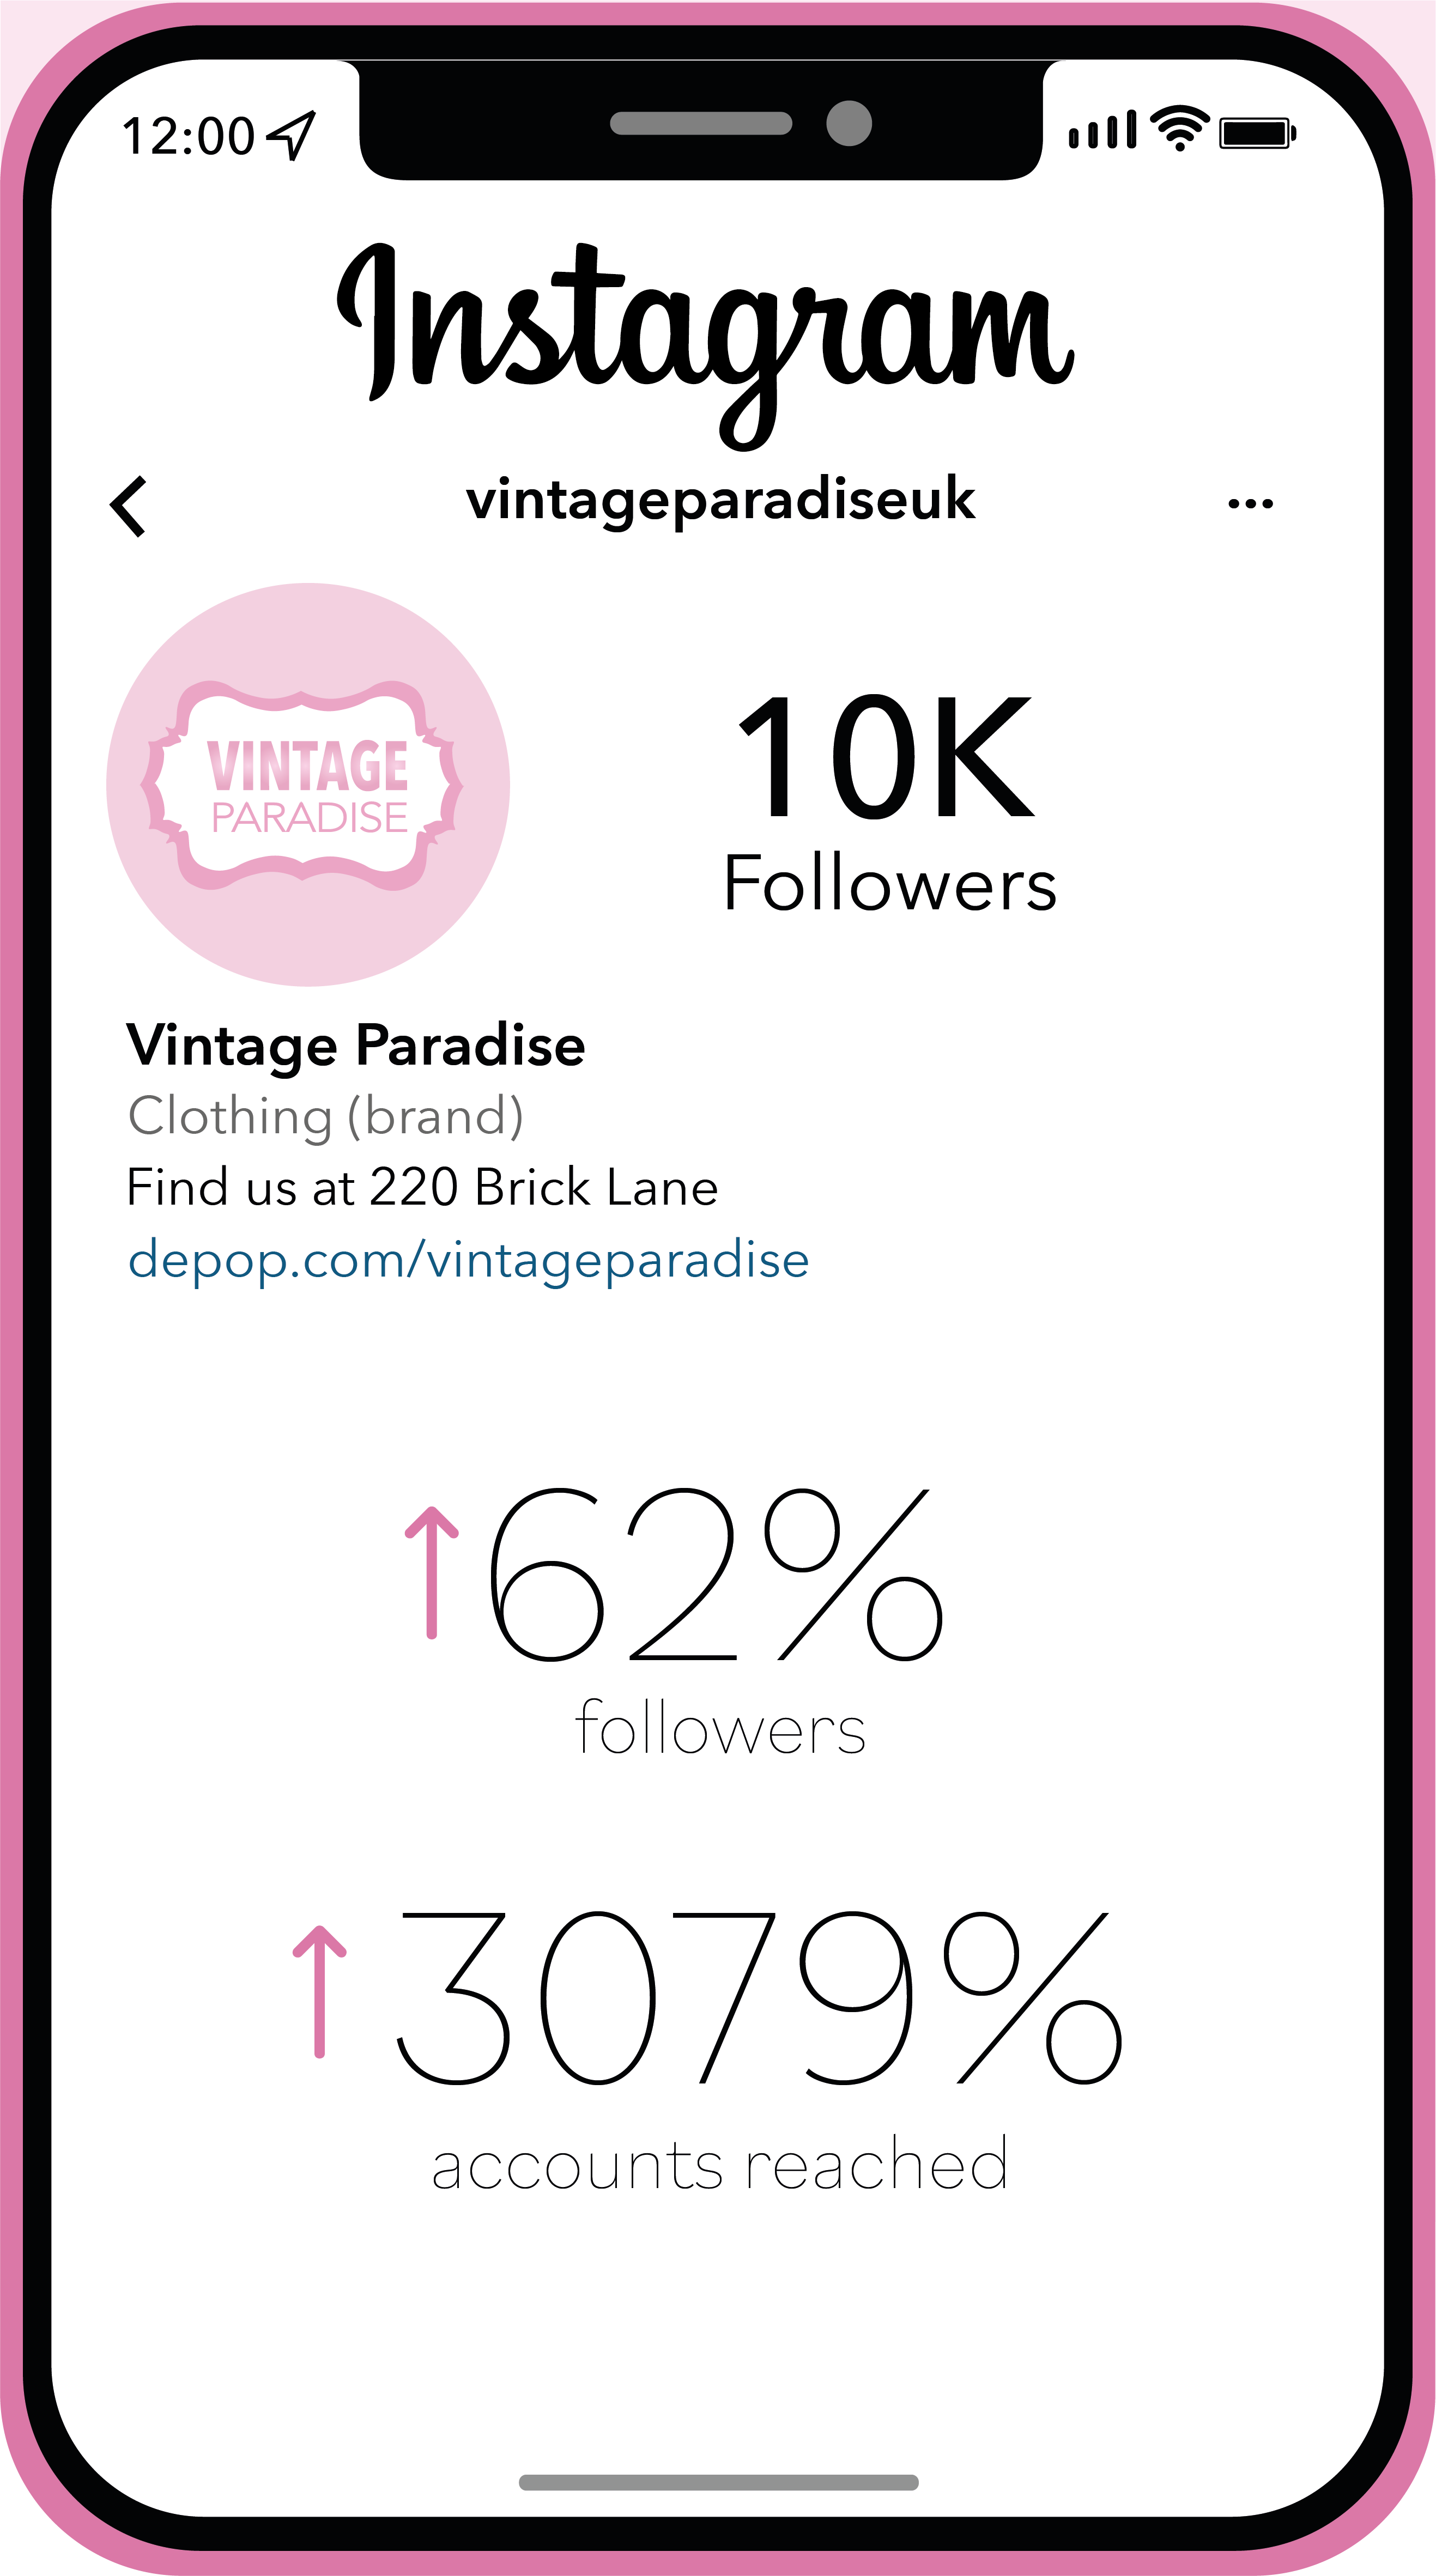 12:00
Instagram
vintageparadiseuk
VINTAGE
PARADISE
10K
Followers
Vintage Paradise
Clothing (brand)
Find us at 220 Brick Lane
depop.com/vintageparadise
62%
followers
3079%
accounts reached